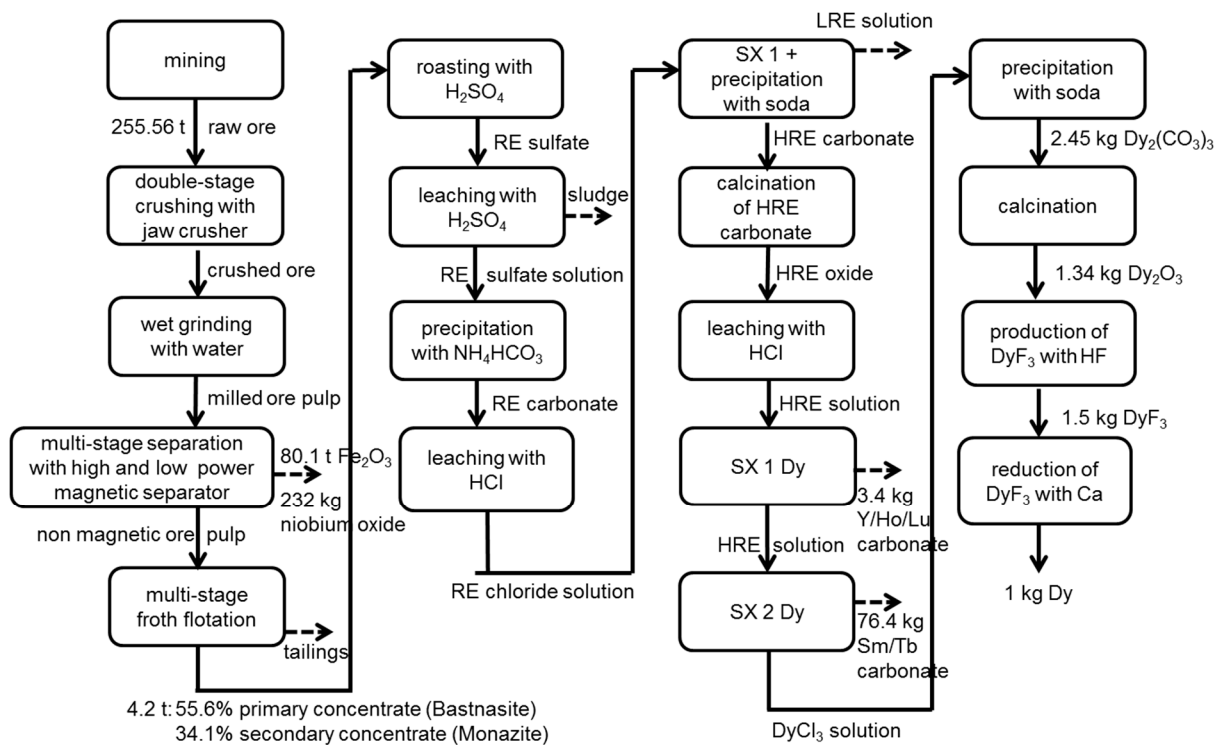 mining
255.56 t raw ore
double-stage
crushing with
jaw crusher
crushed ore
wet grinding
with water
milled ore pulp
multi-stage separation
with high and low power
magnetic separator
80.1 t Fe₂O₃
232 kg
niobium oxide
non magnetic ore pulp
multi-stage
froth flotation
tailings
4.2 t: 55.6% primary concentrate (Bastnasite)
34.1% secondary concentrate (Monazite)
roasting with
H₂SO₄
RE sulfate
leaching with
H₂SO₄
sludge
RE sulfate solution
precipitation
with NH₄HCO₃
RE carbonate
leaching with
HCl
RE chloride solution
LRE solution
SX 1 +
precipitation
with soda
HRE carbonate
calcination
of HRE
carbonate
HRE oxide
leaching with
HCl
HRE solution
SX 1 Dy
3.4 kg
Y/Ho/Lu
carbonate
HRE solution
SX 2 Dy
76.4 kg
Sm/Tb
carbonate
DyCl₃ solution
precipitation
with soda
2.45 kg Dy₂(CO₃)₃
calcination
1.34 kg Dy₂O₃
production of
DyF₃ with HF
1.5 kg DyF₃
reduction of
DyF₃ with Ca
1 kg Dy